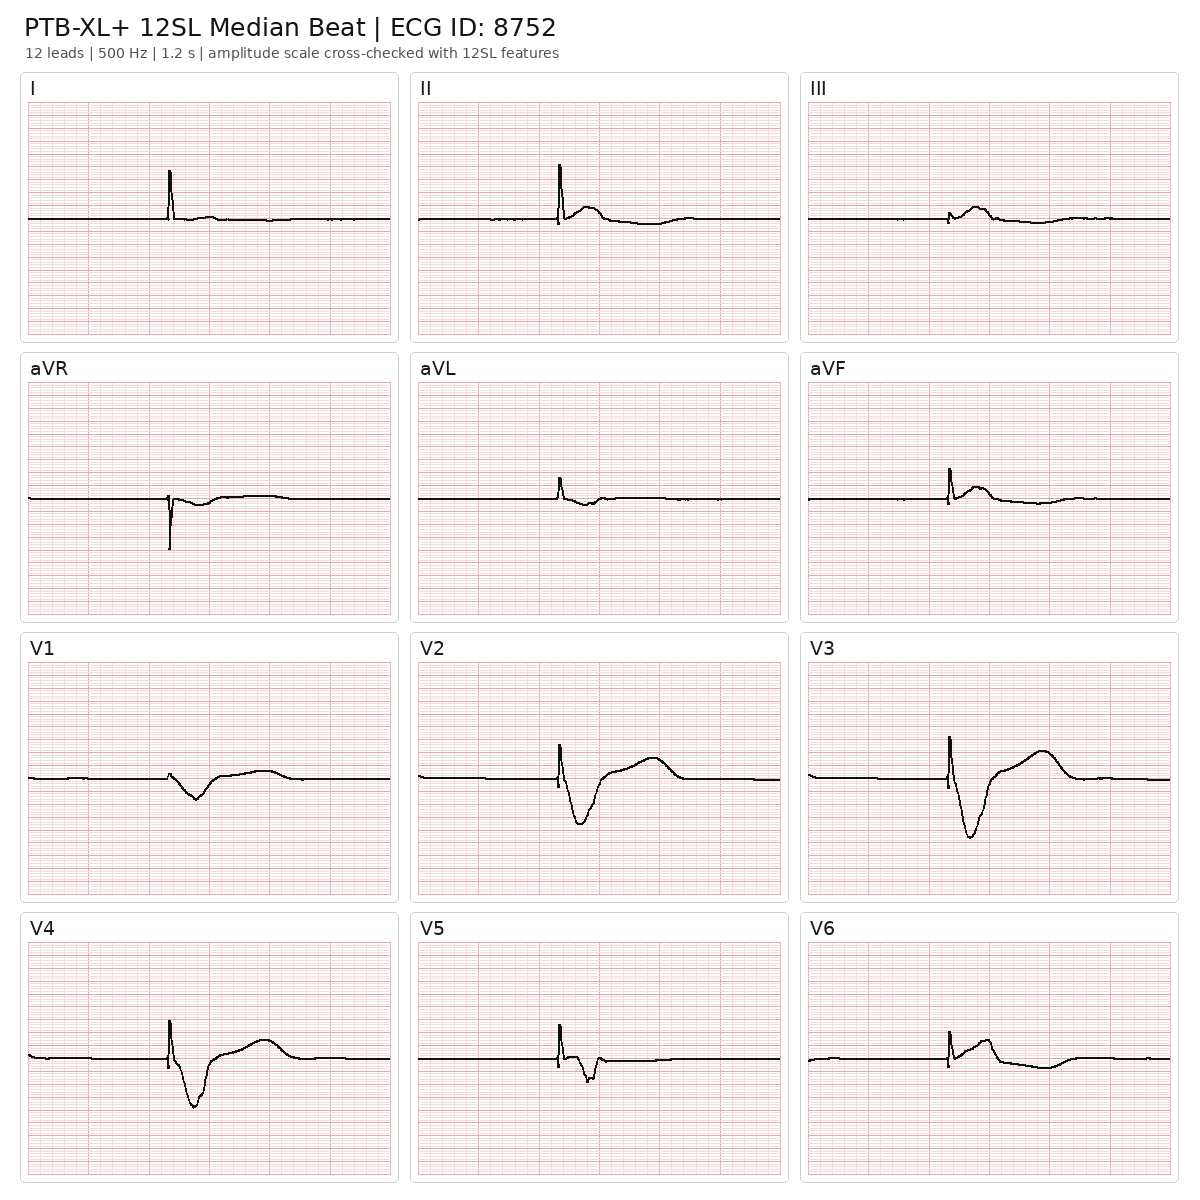 PTB-XL+ 12SL Median Beat | ECG ID: 8752
12 leads | 500 Hz | 1.2 s | amplitude scale cross-checked with 12SL features
I
II
III
aVR
aVL
aVF
V1
V2
V3
V4
V5
V6